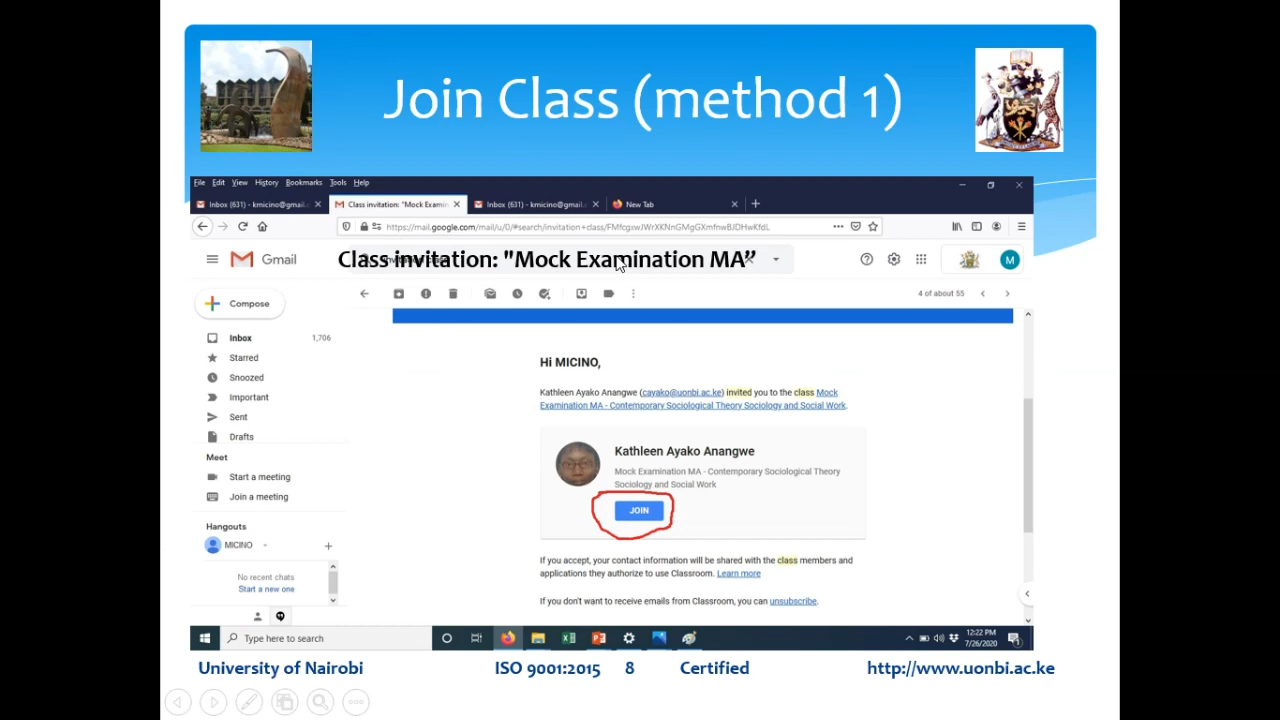 Join Class (method 1)
File Edit View History Bookmarks Tools Help
Inbox (631) - kmicino@gmail.
Class invitation: "Mock Examin
Inbox (631) - kmicino@gmail.
New Tab
Gmail
Class invitation: "Mock Examination MA”
Compose
4 of about 55
Inbox 1,706
Starred
Snoozed
Important
Sent
Drafts
Meet
Start a meeting
Join a meeting
Hangouts
MICINO
No recent chats
Start a new one
M
Hi MICINO,
Kathleen Ayako Anangwe (cayako@uonbi.ac.ke) invited you to the class Mock
Examination MA - Contemporary Sociological Theory Sociology and Social Work.
Kathleen Ayako Anangwe
Mock Examination MA - Contemporary Sociological Theory
Sociology and Social Work
JOIN
If you accept, your contact information will be shared with the class members and
applications they authorize to use Classroom. Learn more
If you don't want to receive emails from Classroom, you can unsubscribe.
Type here to search
12:22 PM
7/26/2020
University of Nairobi ISO 9001:2015 8 Certified http://www.uonbi.ac.ke